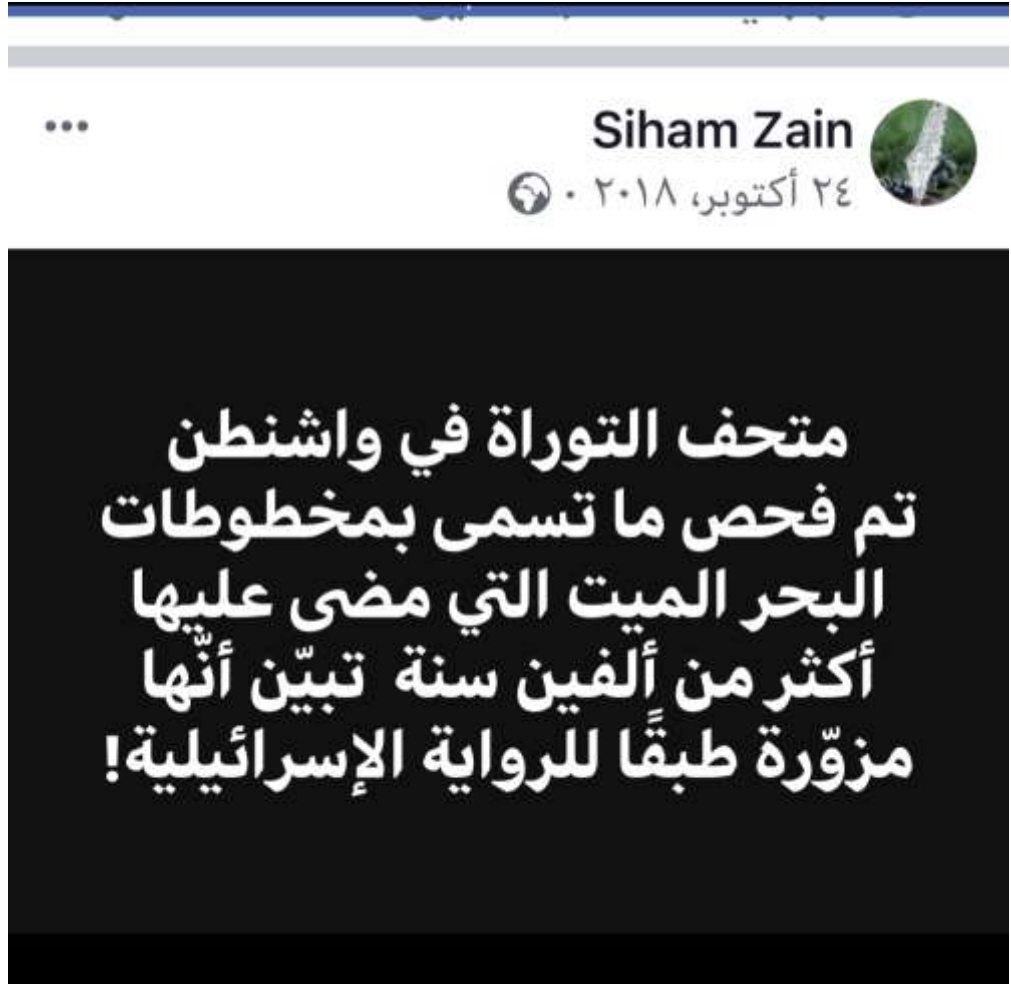 Siham Zain
٢٤ أكتوبر، ٢٠١٨ ·
متحف التوراة في واشنطن
تم فحص ما تسمى بمخطوطات
البحر الميت التي مضى عليها
أكثر من ألفين سنة تبيّن أنّها
مزوّرة طبقًا للرواية الإسرائيلية!